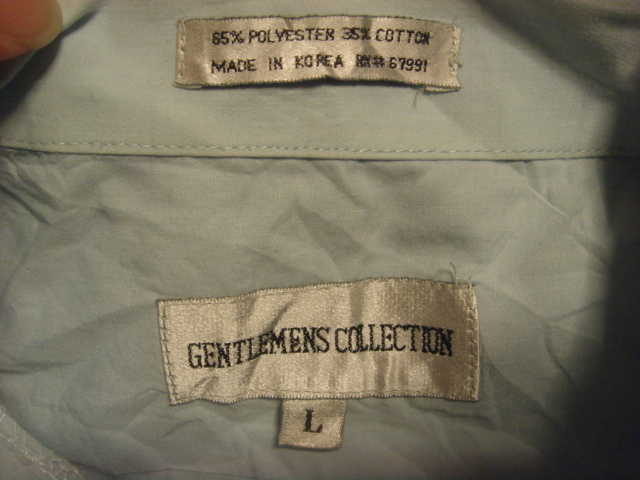 65% POLYESTER 35% COTTON
MADE IN KOREA RN# 67991
GENTLEMENS COLLECTION
L